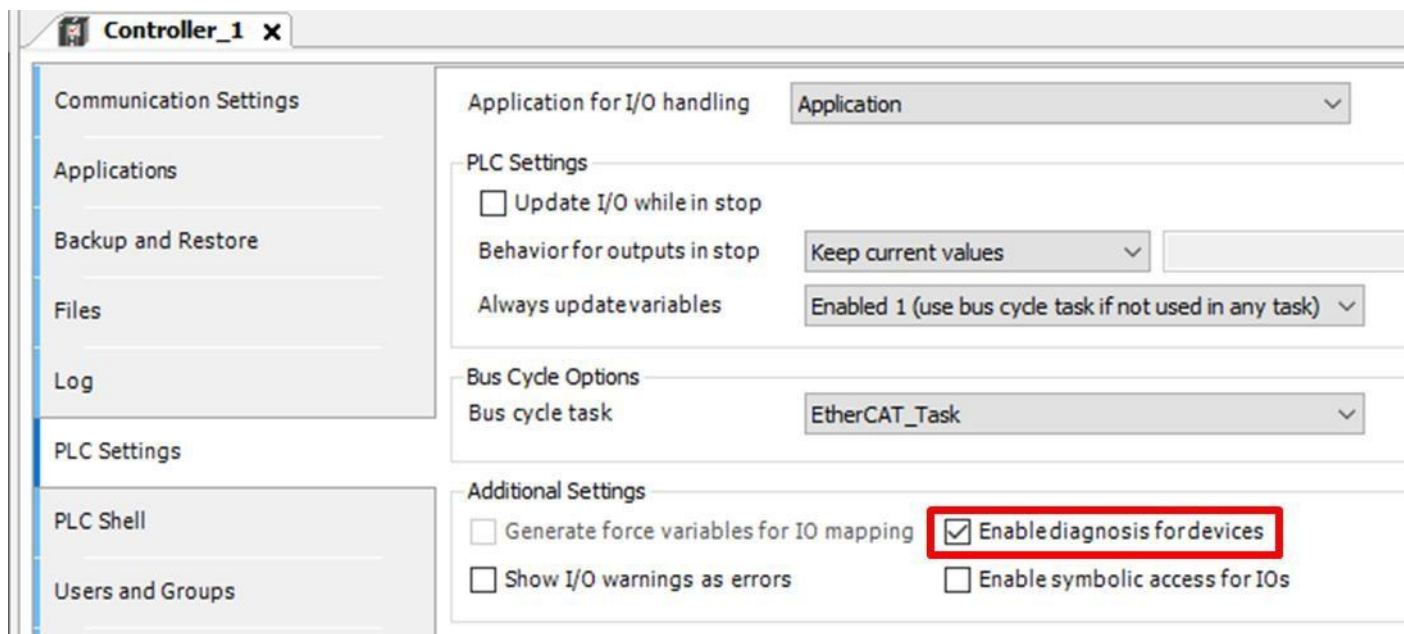 Controller_1
Communication Settings
Applications
Backup and Restore
Files
Log
PLC Settings
PLC Shell
Users and Groups
Application for I/O handling Application
PLC Settings
Update I/O while in stop
Behavior for outputs in stop Keep current values
Always update variables Enabled 1 (use bus cycle task if not used in any task)
Bus Cycle Options
Bus cycle task EtherCAT_Task
Additional Settings
Generate force variables for IO mapping Enable diagnosis for devices
Show I/O warnings as errors Enable symbolic access for IOs